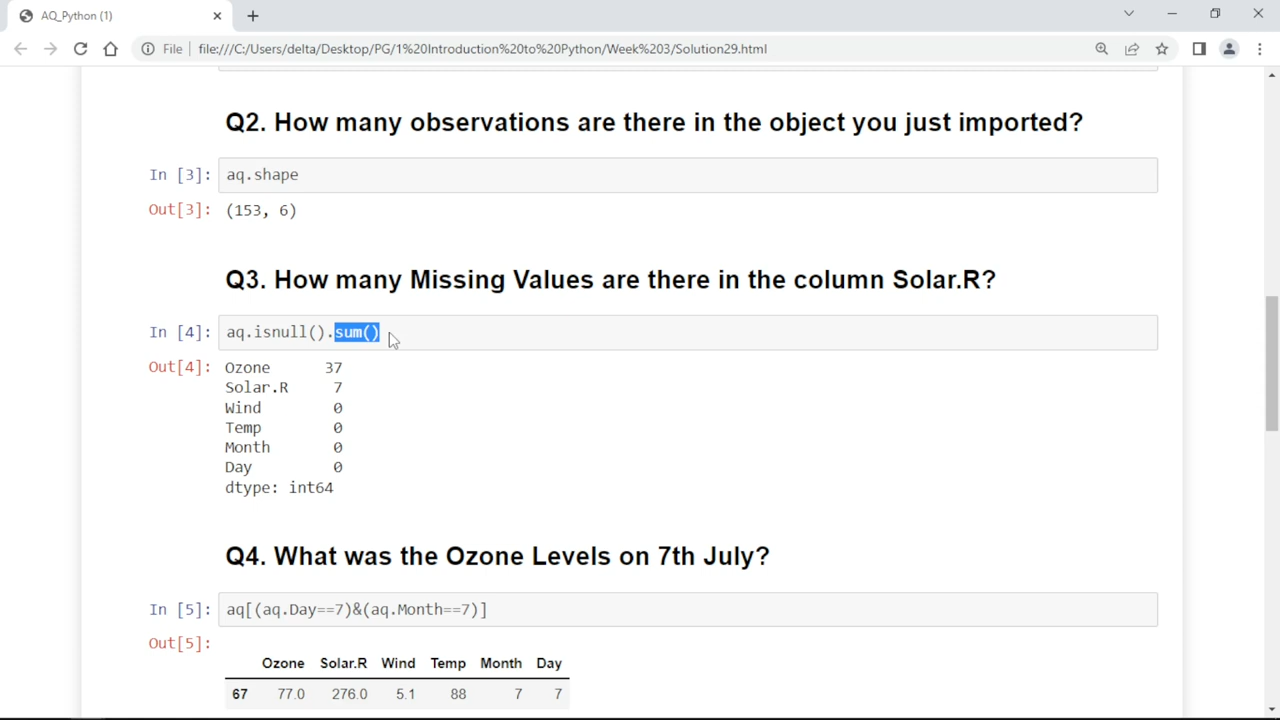 AQ_Python (1)
File file:///C:/Users/delta/Desktop/PG/1%20Introduction%20to%20Python/Week%203/Solution29.html
Q2. How many observations are there in the object you just imported?
In [3]: aq.shape
Out[3]: (153, 6)
Q3. How many Missing Values are there in the column Solar.R?
In [4]: aq.isnull().sum()
Out[4]: Ozone 37
Solar.R 7
Wind 0
Temp 0
Month 0
Day 0
dtype: int64
Q4. What was the Ozone Levels on 7th July?
In [5]: aq[(aq.Day==7)&(aq.Month==7)]
Out[5]:
Ozone Solar.R Wind Temp Month Day
67 77.0 276.0 5.1 88 7 7